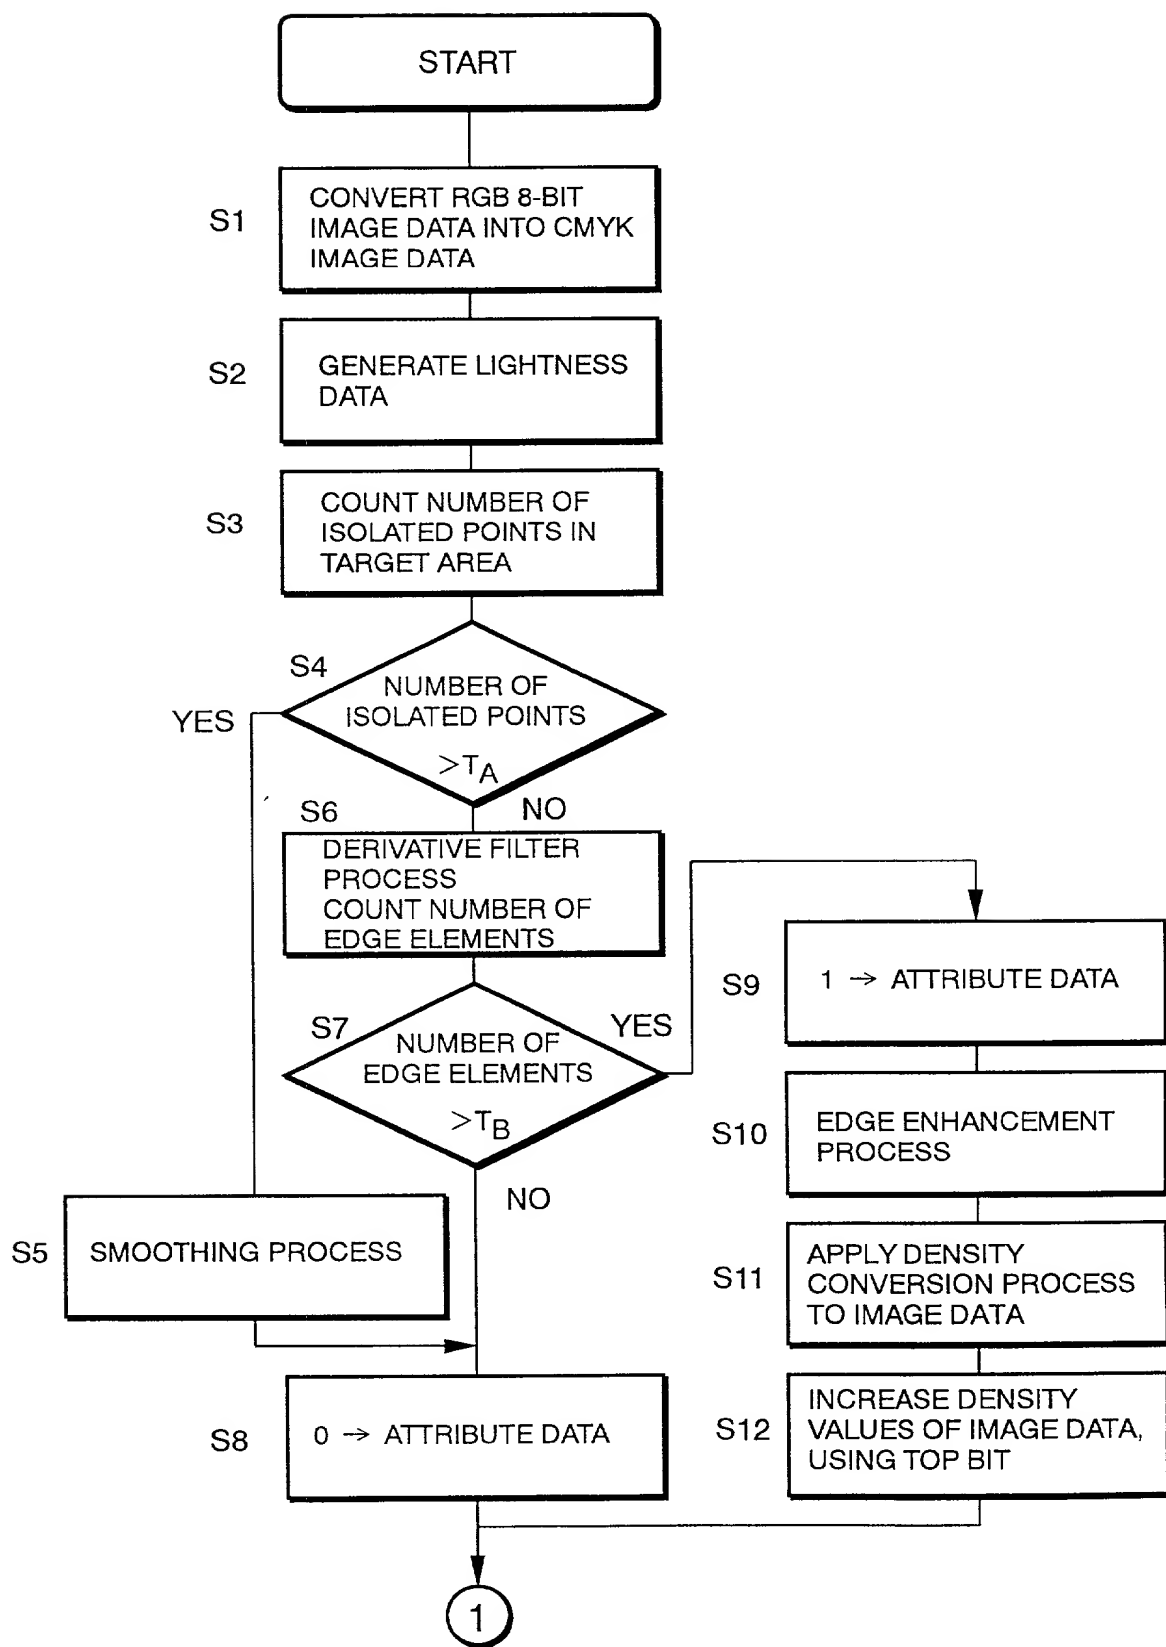 START
S1
CONVERT RGB 8-BIT
IMAGE DATA INTO CMYK
IMAGE DATA
S2
GENERATE LIGHTNESS
DATA
S3
COUNT NUMBER OF
ISOLATED POINTS IN
TARGET AREA
S4
NUMBER OF
ISOLATED POINTS
>TA
YES
NO
S6
DERIVATIVE FILTER
PROCESS
COUNT NUMBER OF
EDGE ELEMENTS
S7
NUMBER OF
EDGE ELEMENTS
>TB
YES
NO
S5
SMOOTHING PROCESS
S8
0 → ATTRIBUTE DATA
S9
1 → ATTRIBUTE DATA
S10
EDGE ENHANCEMENT
PROCESS
S11
APPLY DENSITY
CONVERSION PROCESS
TO IMAGE DATA
S12
INCREASE DENSITY
VALUES OF IMAGE DATA,
USING TOP BIT
1